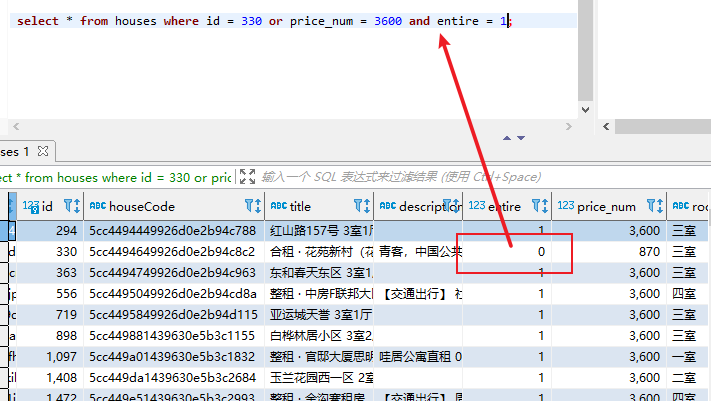 select * from houses where id = 330 or price_num = 3600 and entire = 1;
ses 1
ect * from houses where id = 330 or pric 输入一个 SQL 表达式来过滤结果 (使用 Ctrl+Space)
123 id ABC houseCode ABC title ABC description 123 entire 123 price_num ABC roo
4 294 5cc4494449926d0e2b94c788 红山路157号 3室1厅 1 3,600 三室
d 330 5cc4494649926d0e2b94c8c2 合租 · 花苑新村（花 青客，中国公共 0 870 三室
c 363 5cc4494749926d0e2b94c963 东和春天东区 3室1 1 3,600 三室
jp 556 5cc4495049926d0e2b94cd8a 整租 · 中房F联邦大 【交通出行】 社 1 3,600 四室
719 5cc4495849926d0e2b94d115 亚运城天誉 3室1厅 1 3,600 三室
a 898 5cc449881439630e5b3c1155 白桦林居小区 3室2 1 3,600 三室
fh 1,097 5cc449a01439630e5b3c1832 整租 · 官邸大厦思明 哇居公寓直租 0 1 3,600 一室
til 1,408 5cc449da1439630e5b3c2684 玉兰花园西一区 2室 1 3,600 二室
1,472 5cc449e51439630e5b3c2993 【交通出行】 1 3,600 四室